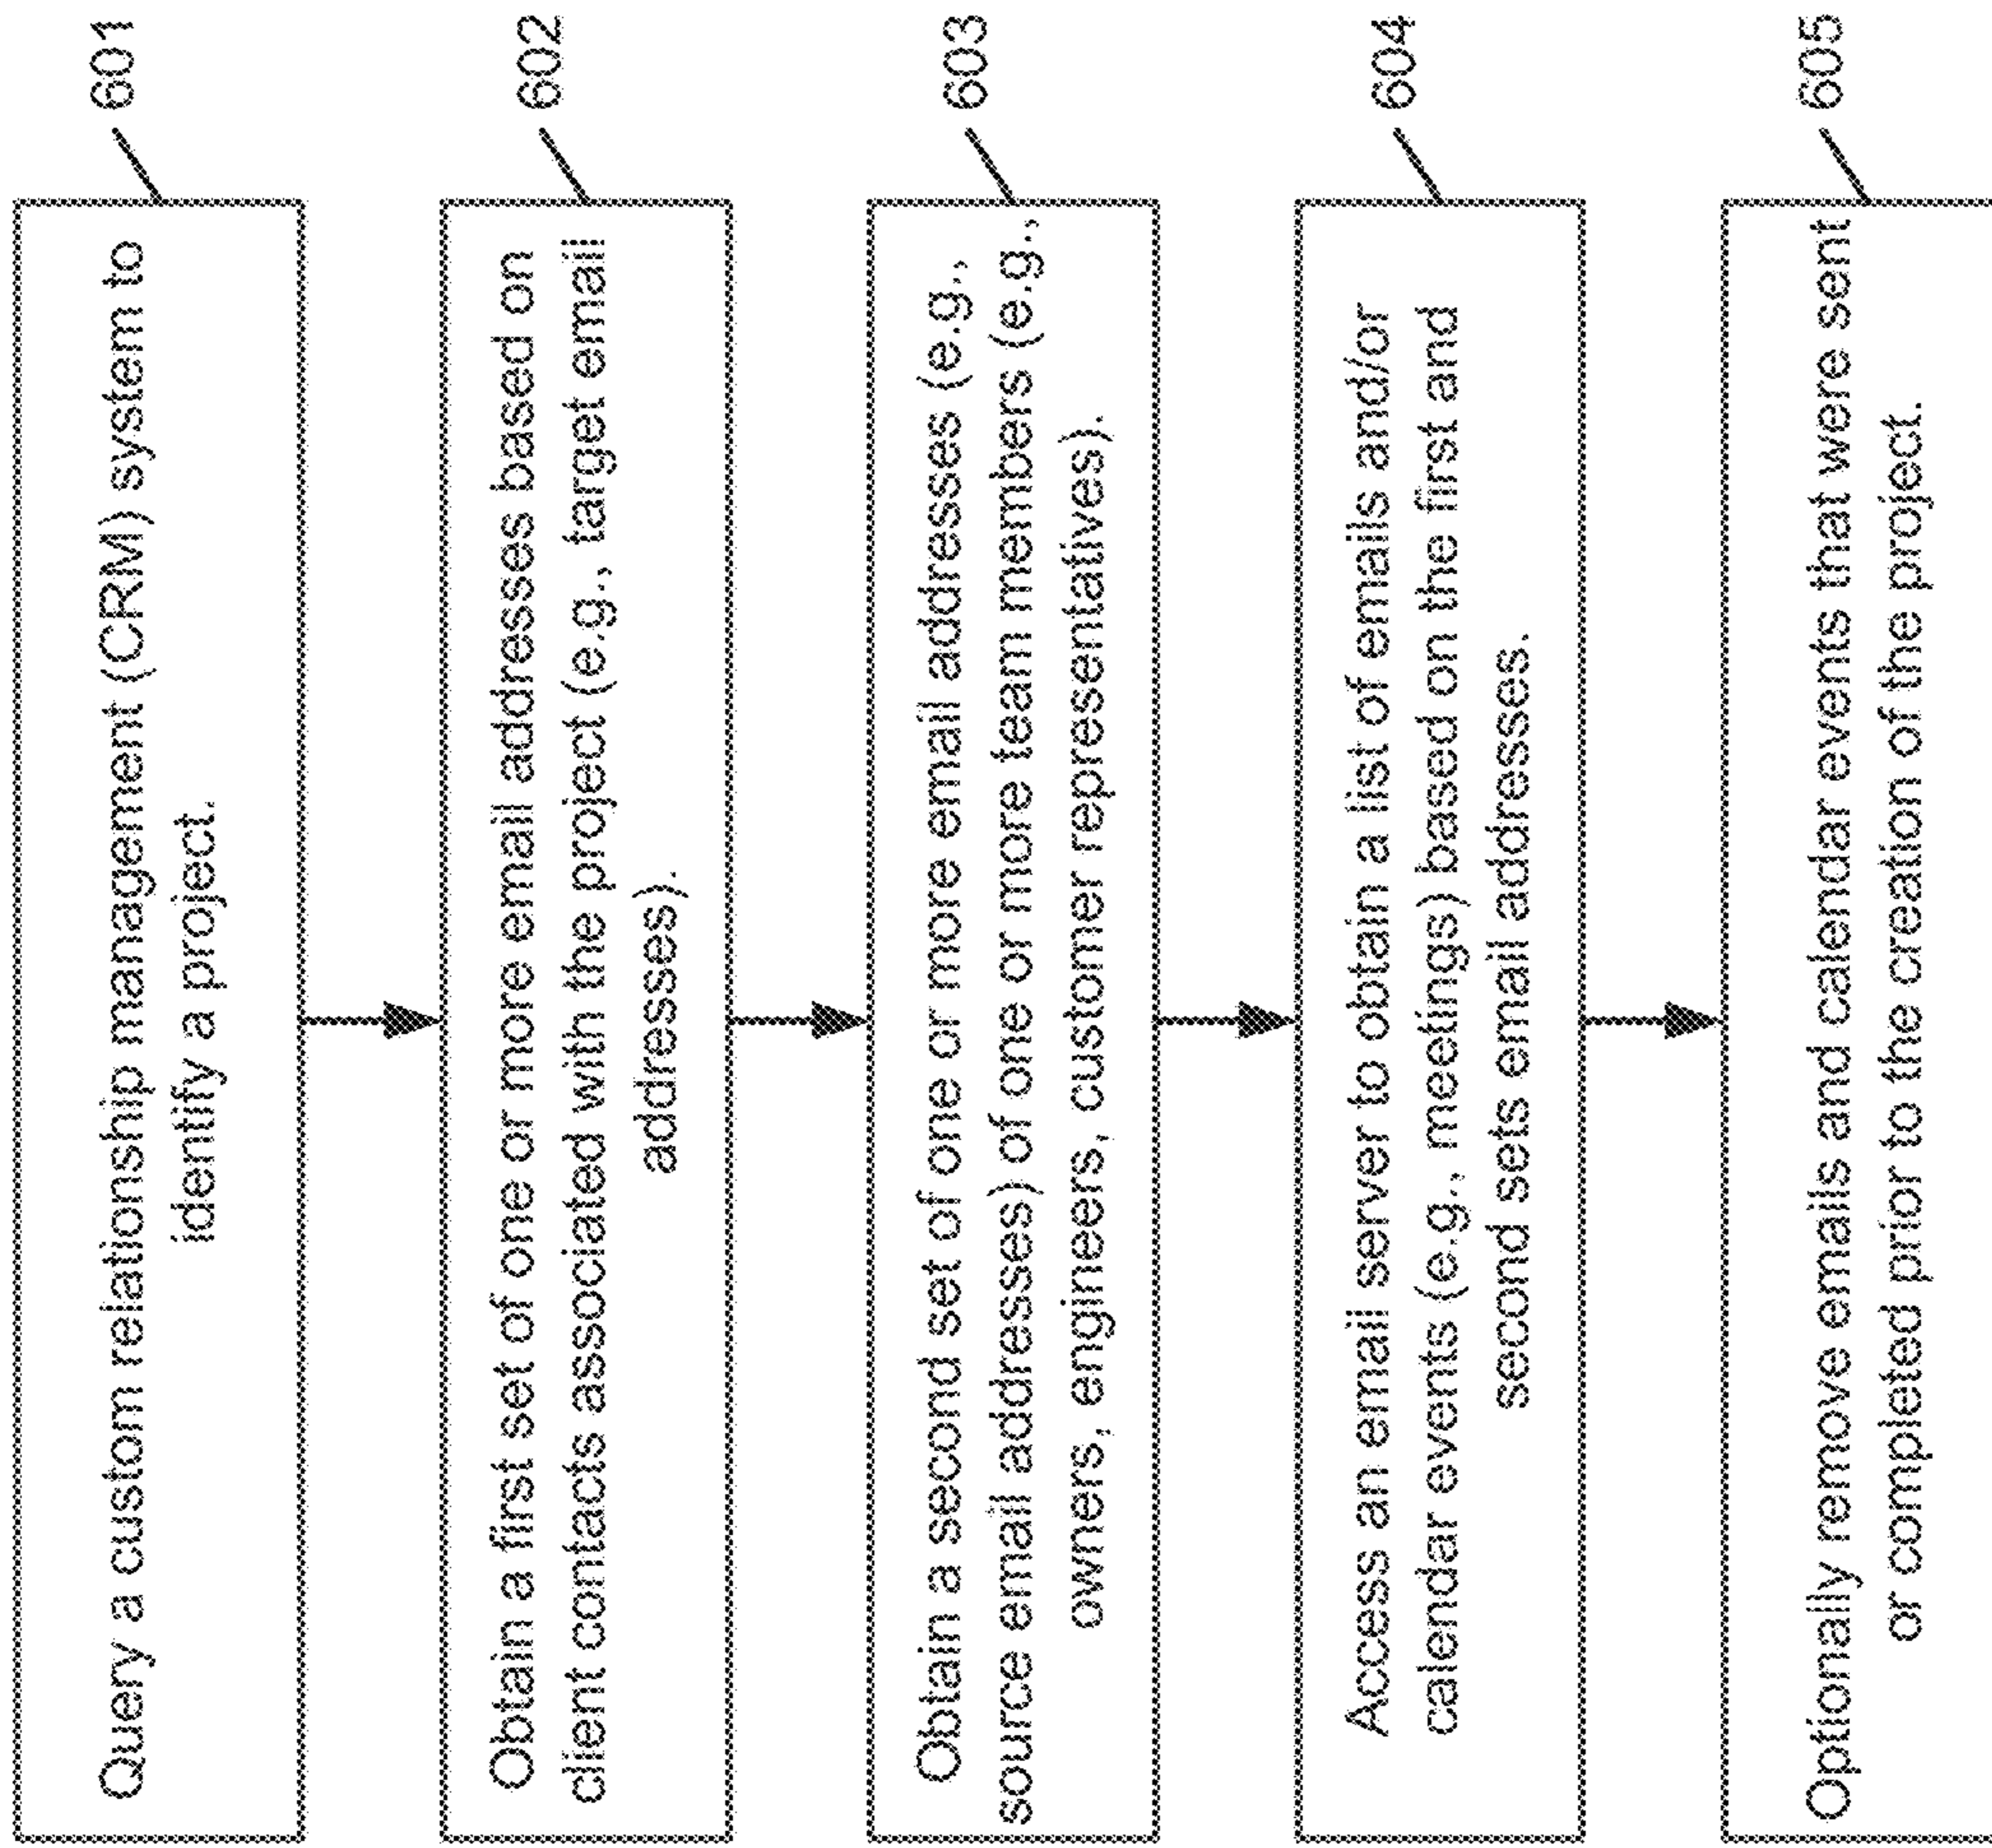 Query a custom relationship management (CRM) system to
identify a project.
601
Obtain a first set of one or more email addresses based on
client contacts associated with the project (e.g., target email
addresses).
602
Obtain a second set of one or more email addresses (e.g.,
source email addresses) of one or more team members (e.g.,
owners, engineers, customer representatives).
603
Access an email server to obtain a list of emails and/or
calendar events (e.g., meetings) based on the first and
second sets email addresses.
604
Optionally remove emails and calendar events that were sent
or completed prior to the creation of the project.
605